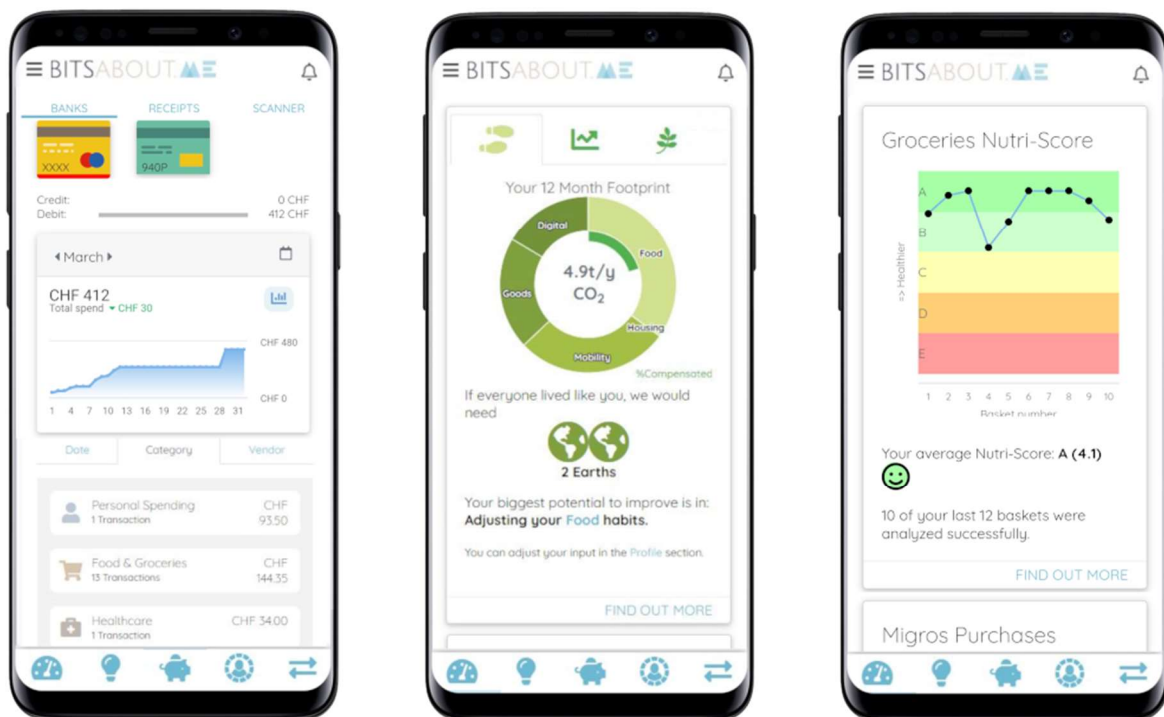 BITSABOUT.ME
BANKS RECEIPTS SCANNER
XXXX 940P
Credit: 0 CHF
Debit: 412 CHF
March
CHF 412
Total spend CHF 30
CHF 480
CHF 0
1 4 7 10 13 16 19 22 25 28 31
Date Category Vendor
Personal Spending CHF
1 Transaction 93.50
Food & Groceries CHF
13 Transactions 144.35
Healthcare CHF 34.00
1 Transaction
BITSABOUT.ME
Your 12 Month Footprint
Digital
Food
4.9t/y
CO₂
Goods
Housing
Mobility
%Compensated
If everyone lived like you, we would
need
2 Earths
Your biggest potential to improve is in:
Adjusting your Food habits.
You can adjust your input in the Profile section.
FIND OUT MORE
BITSABOUT.ME
Groceries Nutri-Score
A
B
C
D
E
=> Healthier
1 2 3 4 5 6 7 8 9 10
Basket number
Your average Nutri-Score: A (4.1)
10 of your last 12 baskets were
analyzed successfully.
FIND OUT MORE
Migros Purchases